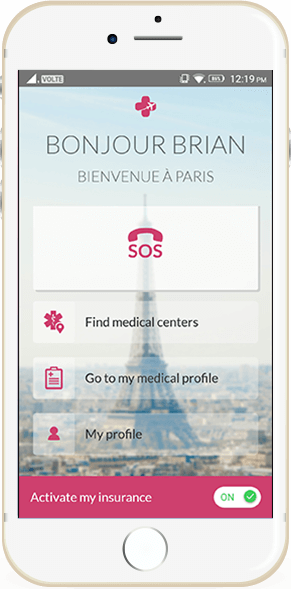 VOLTE 85% 12:19 PM
BONJOUR BRIAN
BIENVENUE À PARIS
SOS
Find medical centers
Go to my medical profile
My profile
Activate my insurance ON